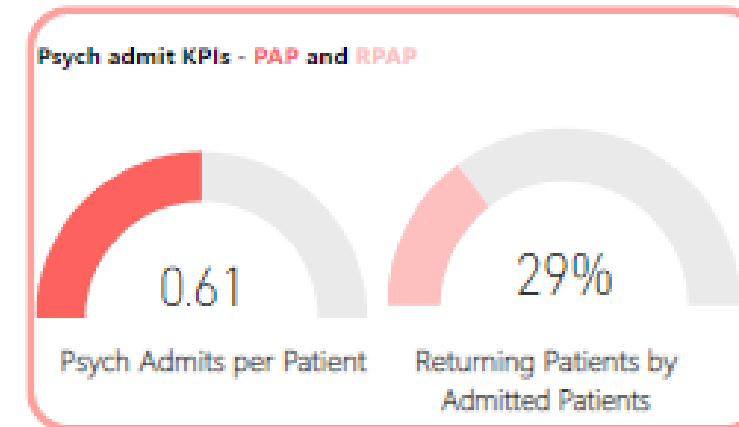 Psych admit KPIs - PAP and RPAP
0.61
Psych Admits per Patient
29%
Returning Patients by
Admitted Patients